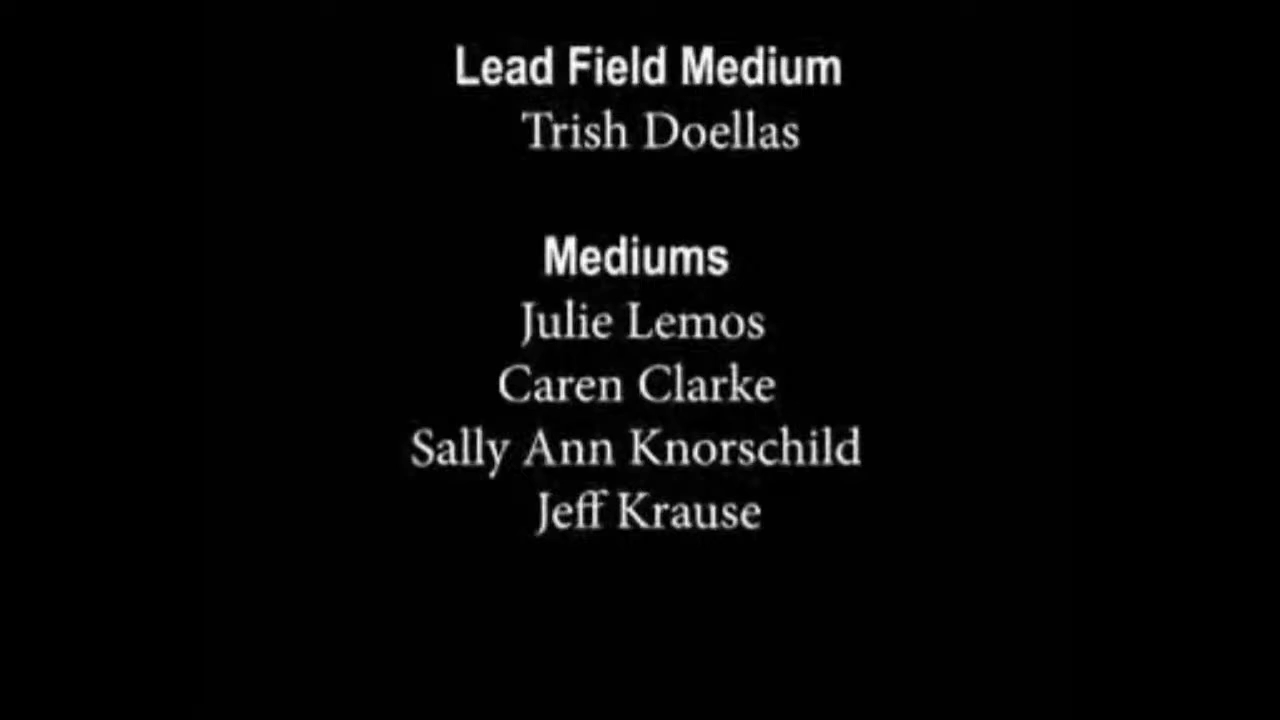 Lead Field Medium
Trish Doellas
Mediums
Julie Lemos
Caren Clarke
Sally Ann Knorschild
Jeff Krause